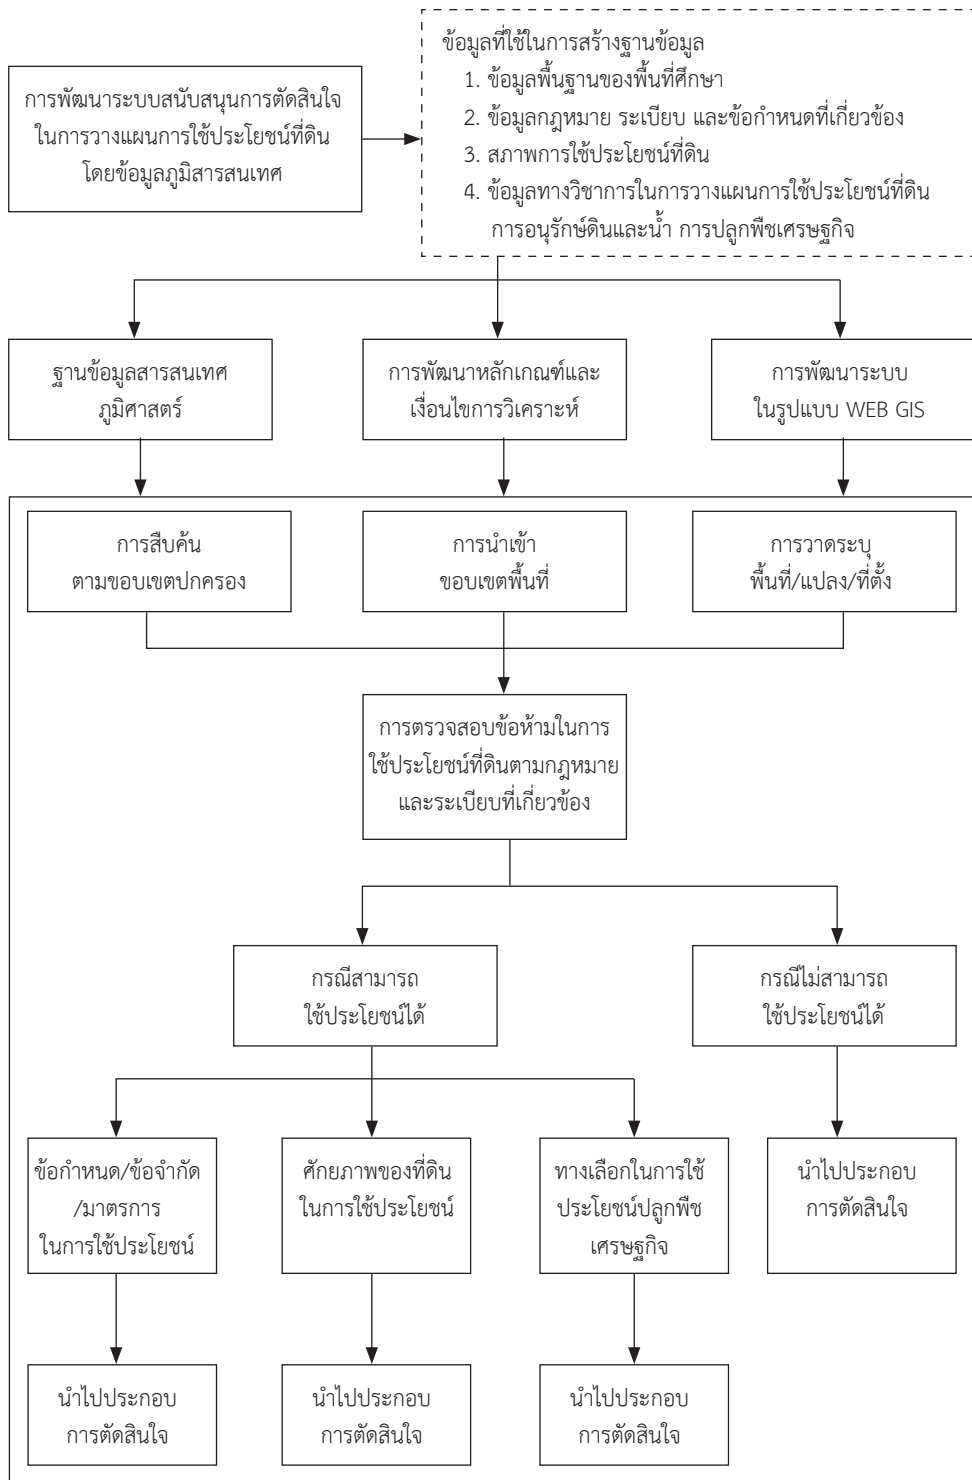 การพัฒนาระบบสนับสนุนการตัดสินใจ
ในการวางแผนการใช้ประโยชน์ที่ดิน
โดยข้อมูลภูมิสารสนเทศ
ข้อมูลที่ใช้ในการสร้างฐานข้อมูล
1. ข้อมูลพื้นฐานของพื้นที่ศึกษา
2. ข้อมูลกฎหมาย ระเบียบ และข้อกำหนดที่เกี่ยวข้อง
3. สภาพการใช้ประโยชน์ที่ดิน
4. ข้อมูลทางวิชาการในการวางแผนการใช้ประโยชน์ที่ดิน
การอนุรักษ์ดินและน้ำ การปลูกพืชเศรษฐกิจ
ฐานข้อมูลสารสนเทศ
ภูมิศาสตร์
การพัฒนาหลักเกณฑ์และ
เงื่อนไขการวิเคราะห์
การพัฒนาระบบ
ในรูปแบบ WEB GIS
การสืบค้น
ตามขอบเขตปกครอง
การนำเข้า
ขอบเขตพื้นที่
การวาดระบุ
พื้นที่/แปลง/ที่ตั้ง
การตรวจสอบข้อห้ามในการ
ใช้ประโยชน์ที่ดินตามกฎหมาย
และระเบียบที่เกี่ยวข้อง
กรณีสามารถ
ใช้ประโยชน์ได้
กรณีไม่สามารถ
ใช้ประโยชน์ได้
ข้อกำหนด/ข้อจำกัด
/มาตรการ
ในการใช้ประโยชน์
ศักยภาพของที่ดิน
ในการใช้ประโยชน์
ทางเลือกในการใช้
ประโยชน์ปลูกพืช
เศรษฐกิจ
นำไปประกอบ
การตัดสินใจ
นำไปประกอบ
การตัดสินใจ
นำไปประกอบ
การตัดสินใจ
นำไปประกอบ
การตัดสินใจ